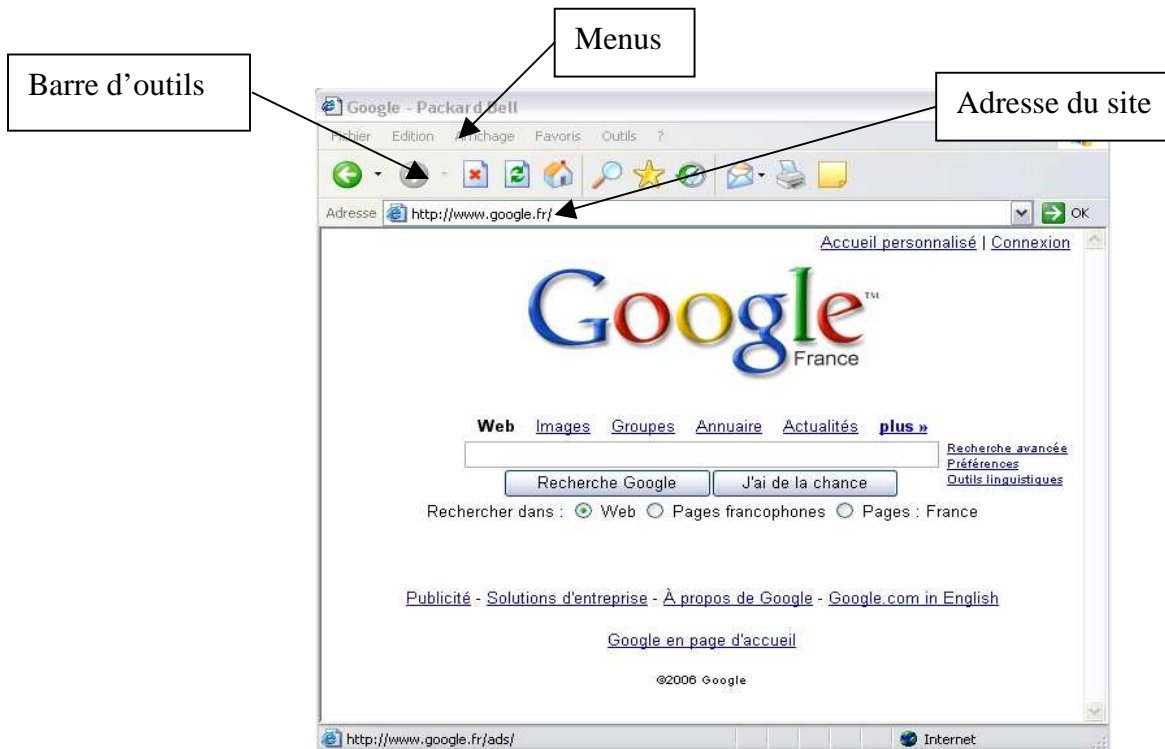 Menus
Barre d'outils
Adresse du site
Google - Packard Bell
Fichier Edition Affichage Favoris Outils ?
Adresse http://www.google.fr/ OK
Accueil personnalisé | Connexion
Google™
France
Web Images Groupes Annuaire Actualités plus »
Recherche avancée
Préférences
Outils linguistiques
Recherche Google J'ai de la chance
Rechercher dans : Web Pages francophones Pages : France
Publicité - Solutions d'entreprise - À propos de Google - Google.com in English
Google en page d'accueil
©2006 Google
http://www.google.fr/ads/ Internet